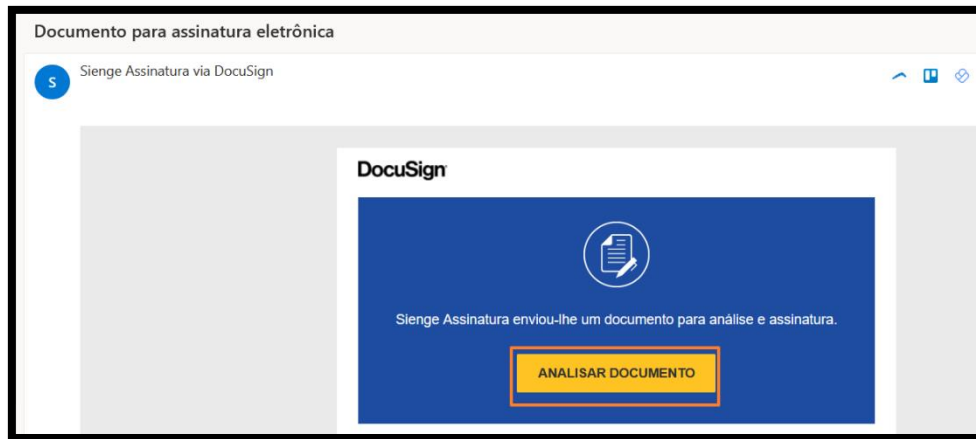 Documento para assinatura eletrônica
S
Sienge Assinatura via DocuSign
DocuSign
Sienge Assinatura enviou-lhe um documento para análise e assinatura.
ANALISAR DOCUMENTO